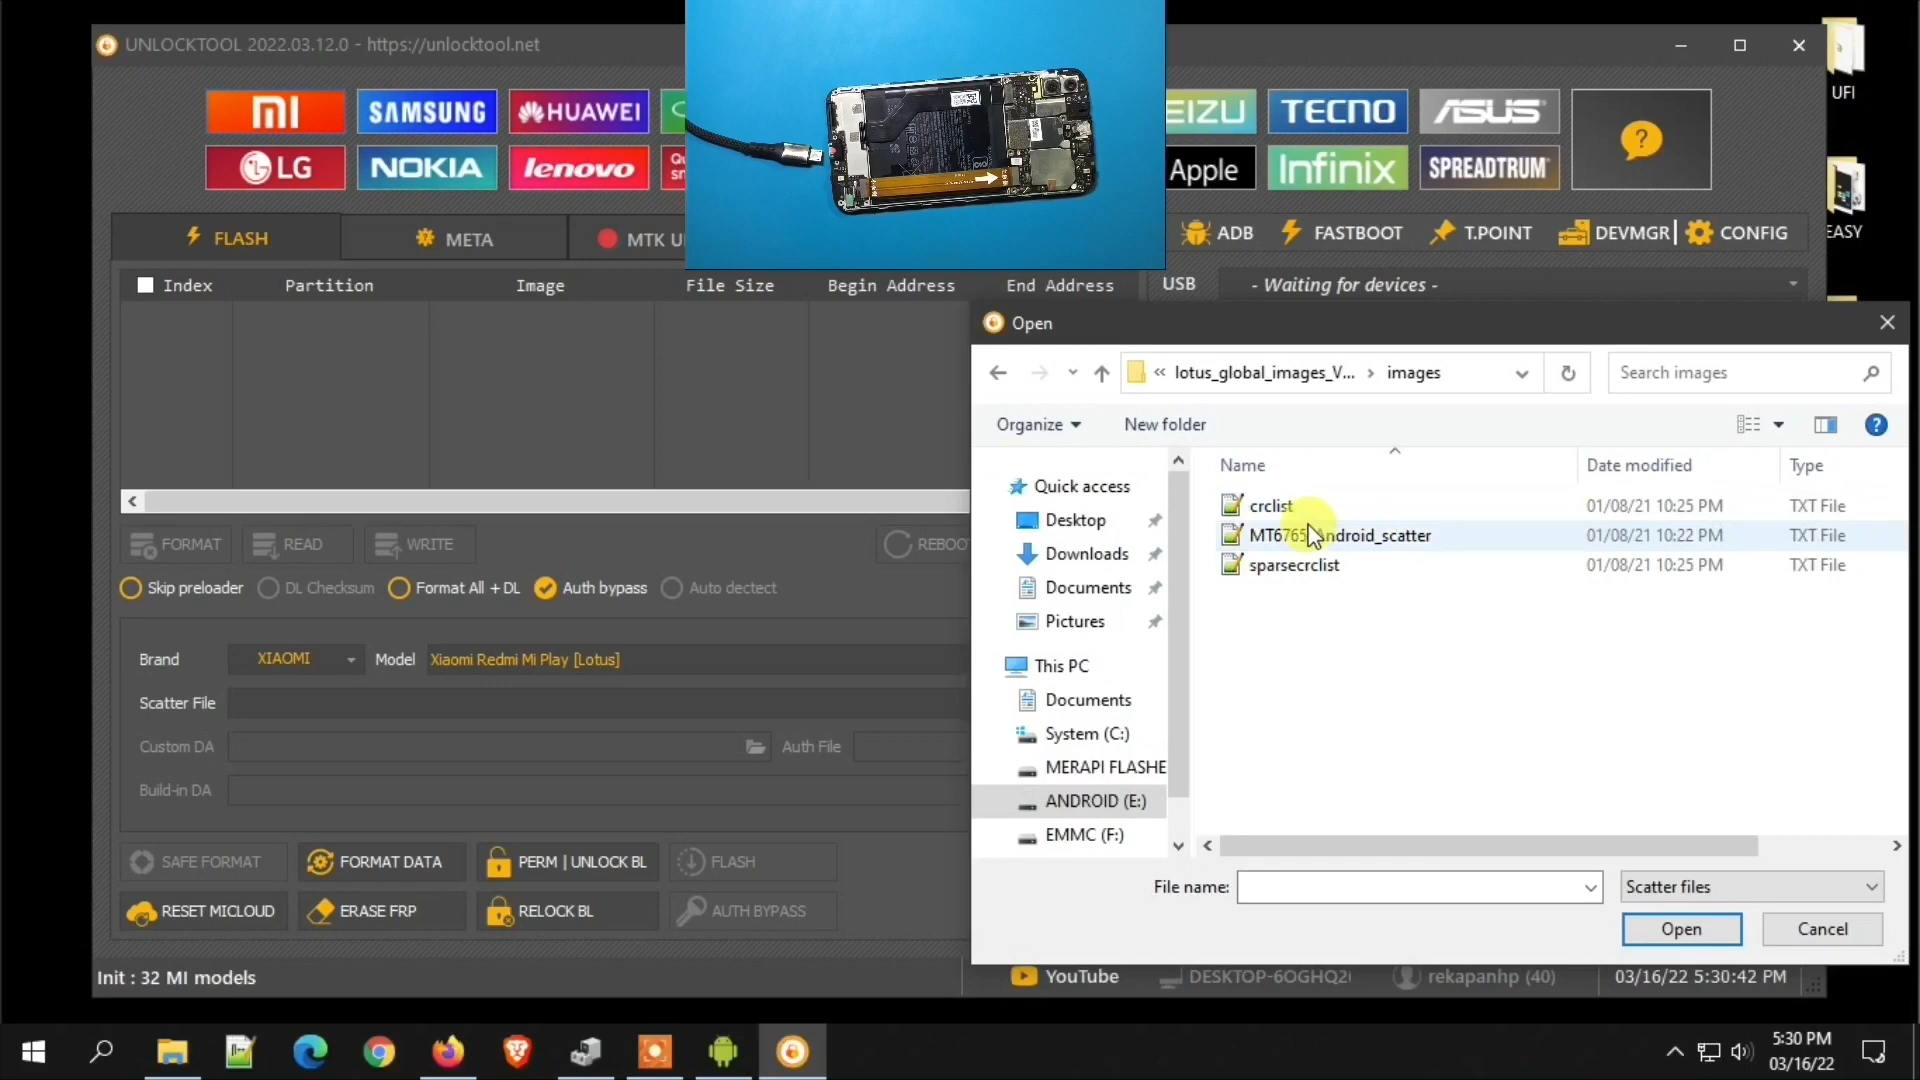 UNLOCKTOOL 2022.03.12.0 - https://unlocktool.net
SAMSUNG
HUAWEI
EIZU
TECNO
ASUS
LG
NOKIA
lenovo
Apple
Infinix
SPREADTRUM
?
UFI
EASY
FLASH
META
MTK U
ADB
FASTBOOT
T.POINT
DEVMGR
CONFIG
Index Partition Image File Size Begin Address End Address
USB - Waiting for devices -
Open
« lotus_global_images_V... › images
Search images
Organize
New folder
Name Date modified Type
crclist 01/08/21 10:25 PM TXT File
MT6765_Android_scatter 01/08/21 10:22 PM TXT File
sparsecrclist 01/08/21 10:25 PM TXT File
Quick access
Desktop
Downloads
Documents
Pictures
This PC
Documents
System (C:)
MERAPI FLASHE
ANDROID (E:)
EMMC (F:)
File name:
Scatter files
Open
Cancel
FORMAT
READ
WRITE
REBOO
Skip preloader
DL Checksum
Format All + DL
Auth bypass
Auto dectect
Brand XIAOMI Model Xiaomi Redmi Mi Play [Lotus]
Scatter File
Custom DA
Auth File
Build-in DA
SAFE FORMAT
FORMAT DATA
PERM | UNLOCK BL
FLASH
RESET MICLOUD
ERASE FRP
RELOCK BL
AUTH BYPASS
Init : 32 MI models
YouTube
DESKTOP-6OGHQ2
rekapanhp (40)
03/16/22 5:30:42 PM
5:30 PM
03/16/22